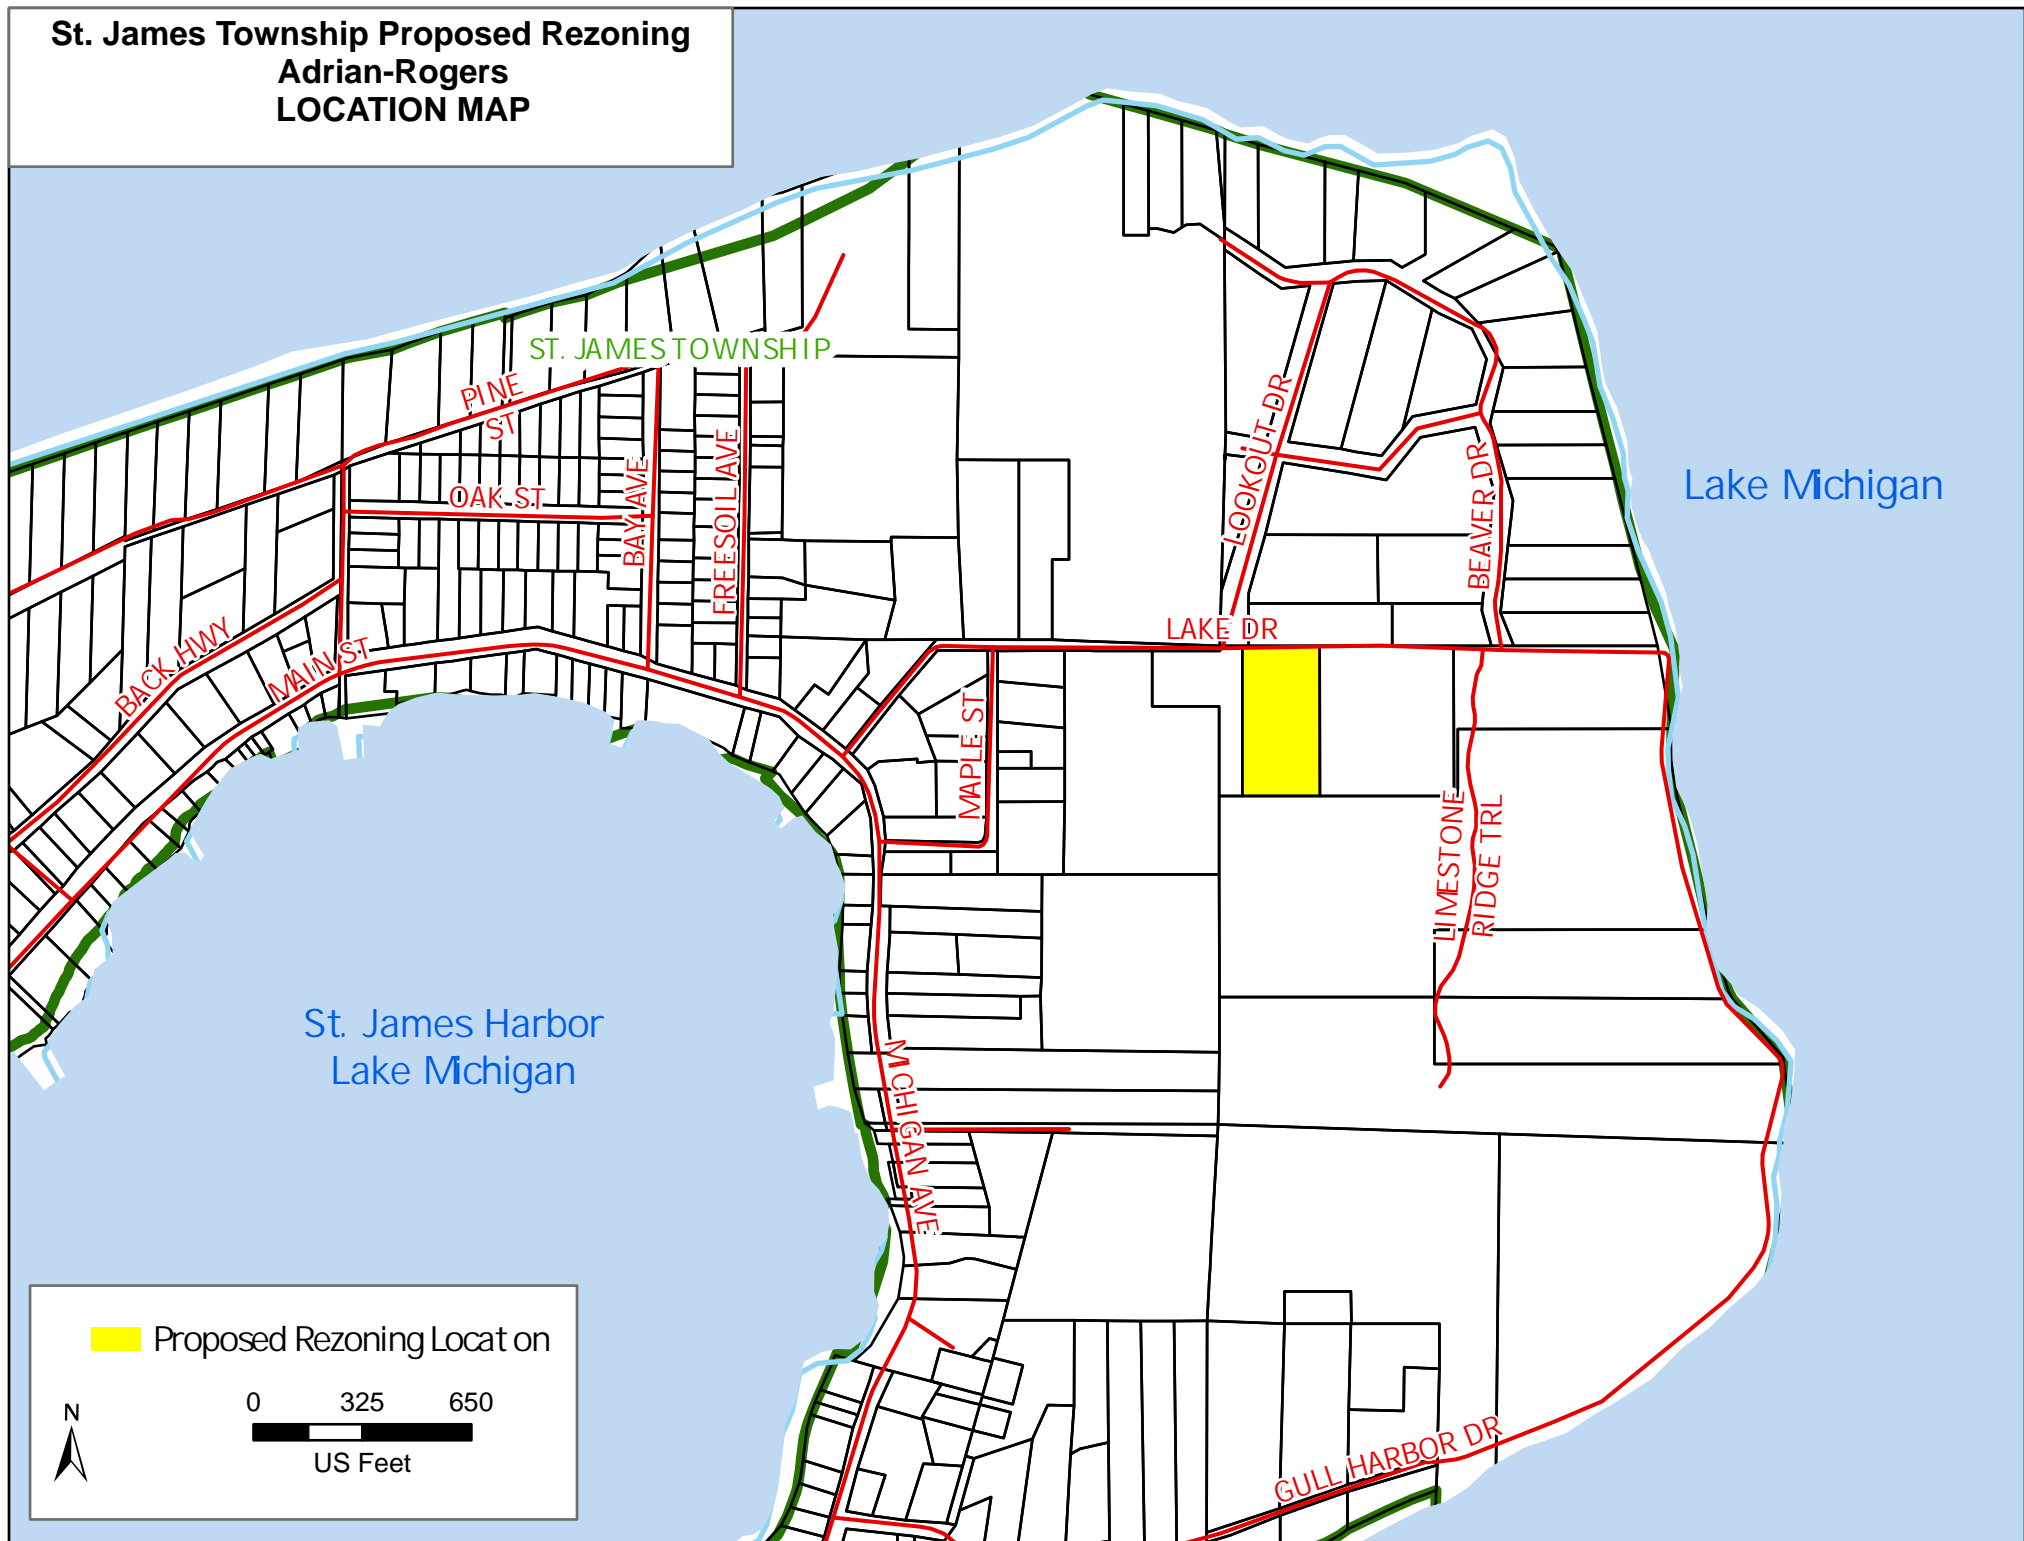 St. James Township Proposed Rezoning
Adrian-Rogers
LOCATION MAP
ST. JAMES TOWNSHIP
PINE
ST
OAK ST
BAY AVE
FREESOIL AVE
LOOKOUT DR
BEAVER DR
Lake Michigan
BACK HWY
MAIN ST
LAKE DR
MAPLE ST
LIMESTONE
RIDGE TRL
St. James Harbor
Lake Michigan
MICHIGAN AVE
GULL HARBOR DR
Proposed Rezoning Locat on
0 325 650
US Feet
N